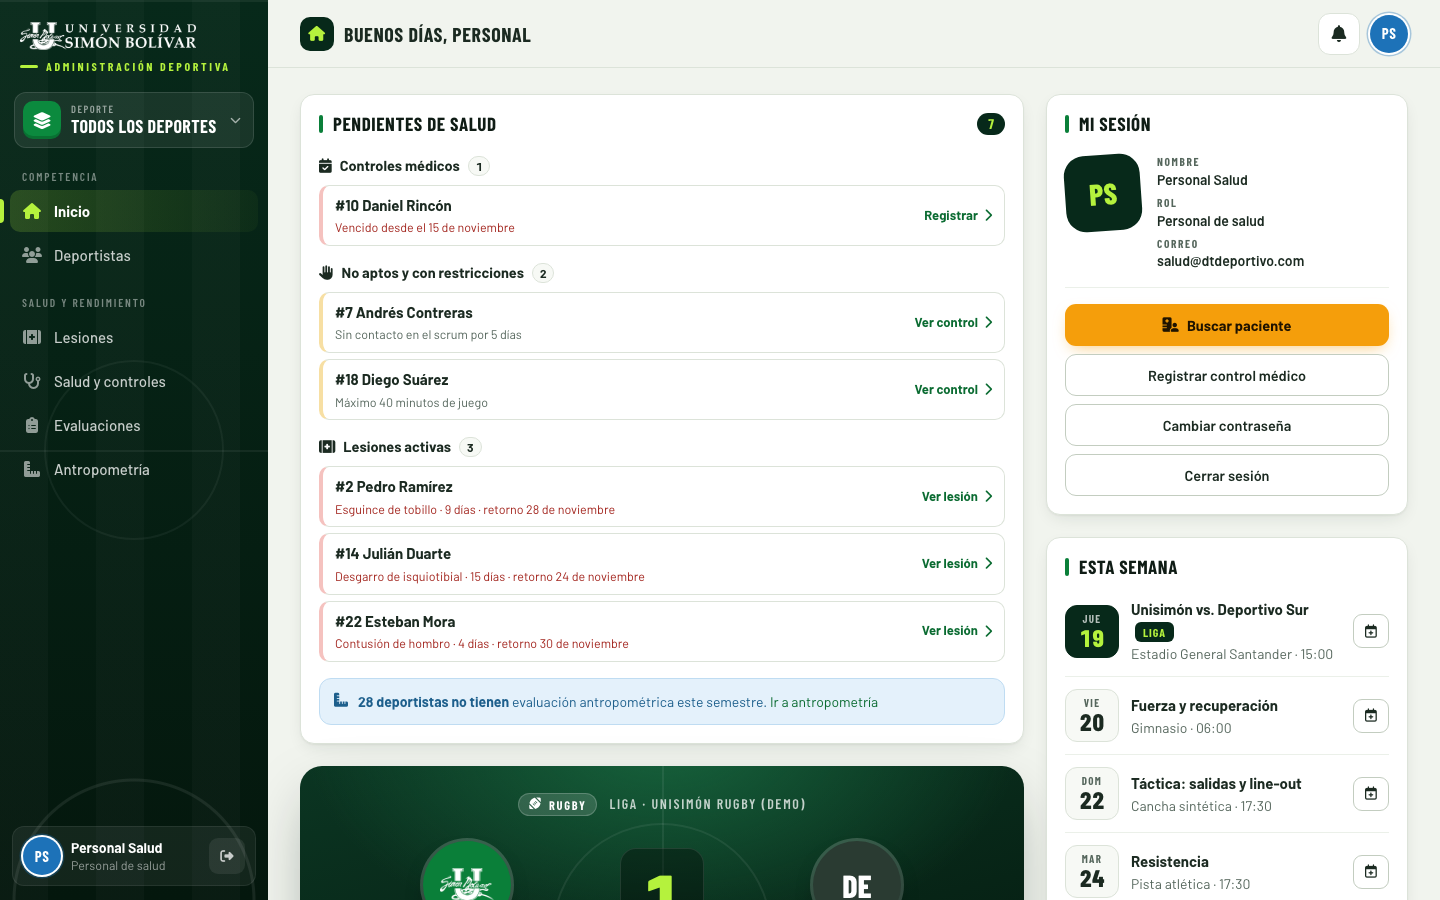 UNIVERSIDAD
SIMÓN BOLÍVAR
ADMINISTRACIÓN DEPORTIVA
DEPORTE
TODOS LOS DEPORTES
COMPETENCIA
Inicio
Deportistas
SALUD Y RENDIMIENTO
Lesiones
Salud y controles
Evaluaciones
Antropometría
PS
Personal Salud
Personal de salud
BUENOS DÍAS, PERSONAL
PS
PENDIENTES DE SALUD
7
Controles médicos 1
#10 Daniel Rincón
Vencido desde el 15 de noviembre
Registrar
No aptos y con restricciones 2
#7 Andrés Contreras
Sin contacto en el scrum por 5 días
Ver control
#18 Diego Suárez
Máximo 40 minutos de juego
Ver control
Lesiones activas 3
#2 Pedro Ramírez
Esguince de tobillo · 9 días · retorno 28 de noviembre
Ver lesión
#14 Julián Duarte
Desgarro de isquiotibial · 15 días · retorno 24 de noviembre
Ver lesión
#22 Esteban Mora
Contusión de hombro · 4 días · retorno 30 de noviembre
Ver lesión
28 deportistas no tienen evaluación antropométrica este semestre. Ir a antropometría
RUGBY
LIGA · UNISIMÓN RUGBY (DEMO)
1
DE
MI SESIÓN
PS
NOMBRE
Personal Salud
ROL
Personal de salud
CORREO
salud@dtdeportivo.com
Buscar paciente
Registrar control médico
Cambiar contraseña
Cerrar sesión
ESTA SEMANA
JUE
19
Unisimón vs. Deportivo Sur
LIGA
Estadio General Santander · 15:00
VIE
20
Fuerza y recuperación
Gimnasio · 06:00
DOM
22
Táctica: salidas y line-out
Cancha sintética · 17:30
MAR
24
Resistencia
Pista atlética · 17:30